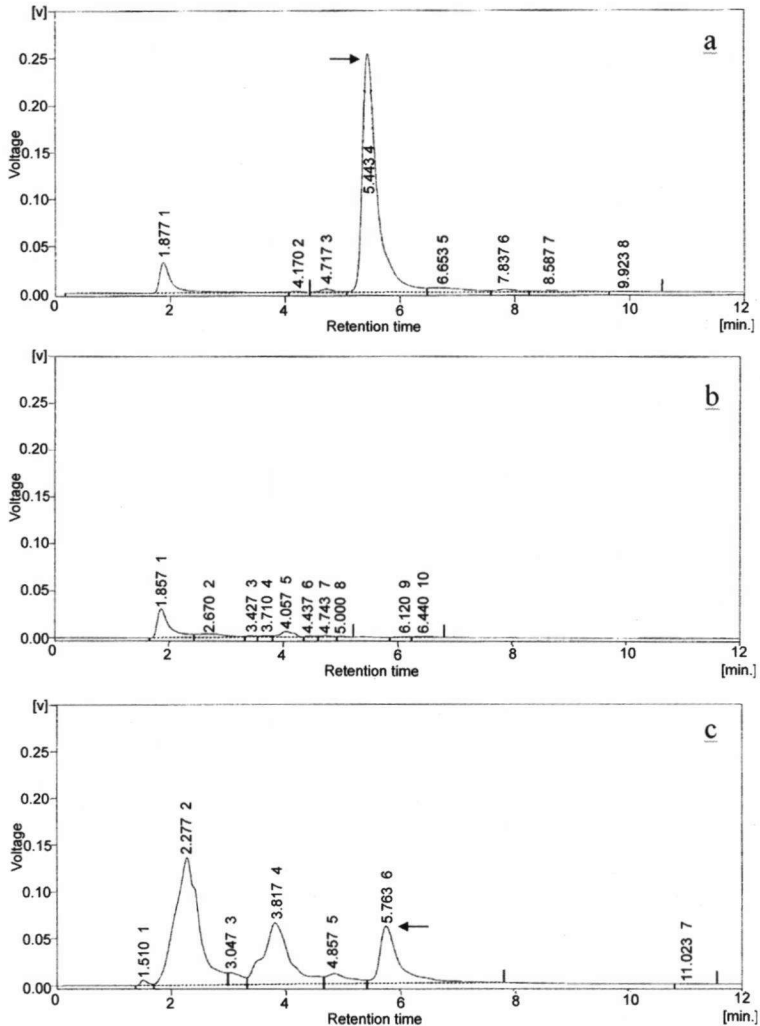 [v]
a
0.25
0.20
0.15
0.10
0.05
0.00
Voltage
1.877 1
4.170 2
4.717 3
5.443 4
6.653 5
7.837 6
8.587 7
9.923 8
2 4 6 8 10 12
Retention time
[min.]
[v]
b
0.25
0.20
0.15
0.10
0.05
0.00
Voltage
1.857 1
2.670 2
3.427 3
3.710 4
4.057 5
4.437 6
4.743 7
5.000 8
6.120 9
6.440 10
2 4 6 8 10 12
Retention time
[min.]
[v]
c
0.25
0.20
0.15
0.10
0.05
0.00
Voltage
1.510 1
2.277 2
3.047 3
3.817 4
4.857 5
5.763 6
11.023 7
2 4 6 8 10 12
Retention time
[min.]